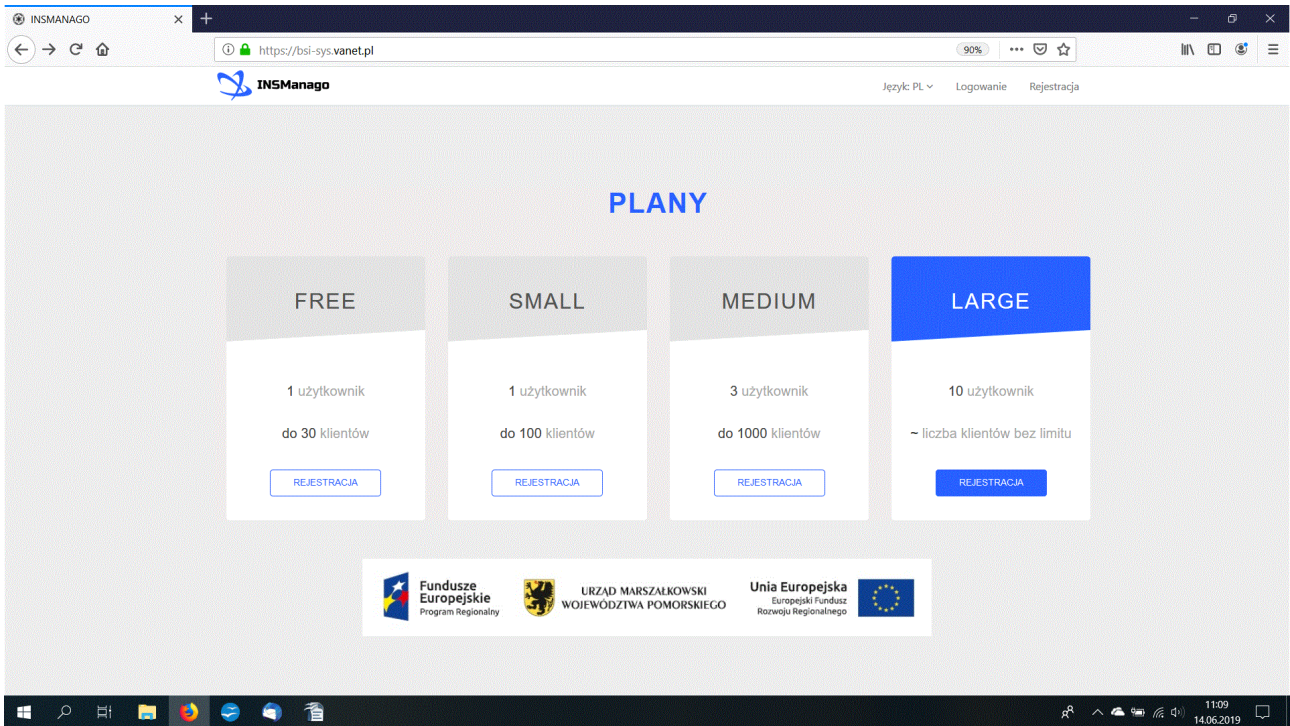 INSMANAGO
https://bsi-sys.vanet.pl
90%
INSManago
Język: PL
Logowanie
Rejestracja
PLANY
FREE
1 użytkownik
do 30 klientów
REJESTRACJA
SMALL
1 użytkownik
do 100 klientów
REJESTRACJA
MEDIUM
3 użytkownik
do 1000 klientów
REJESTRACJA
LARGE
10 użytkownik
~ liczba klientów bez limitu
REJESTRACJA
Fundusze
Europejskie
Program Regionalny
URZĄD MARSZAŁKOWSKI
WOJEWÓDZTWA POMORSKIEGO
Unia Europejska
Europejski Fundusz
Rozwoju Regionalnego
11:09
14.06.2019